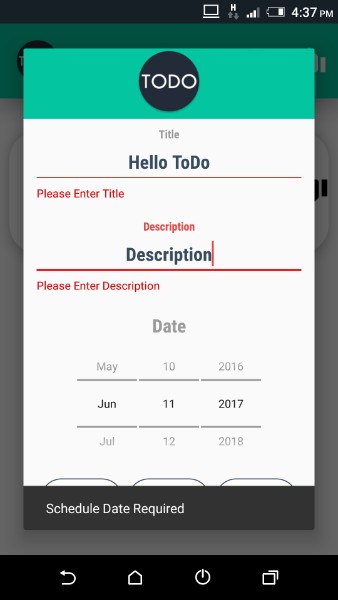 H
4:37 PM
TODO
Title
Hello ToDo
Please Enter Title
Description
Description
Please Enter Description
Date
May 10 2016
Jun 11 2017
Jul 12 2018
Schedule Date Required